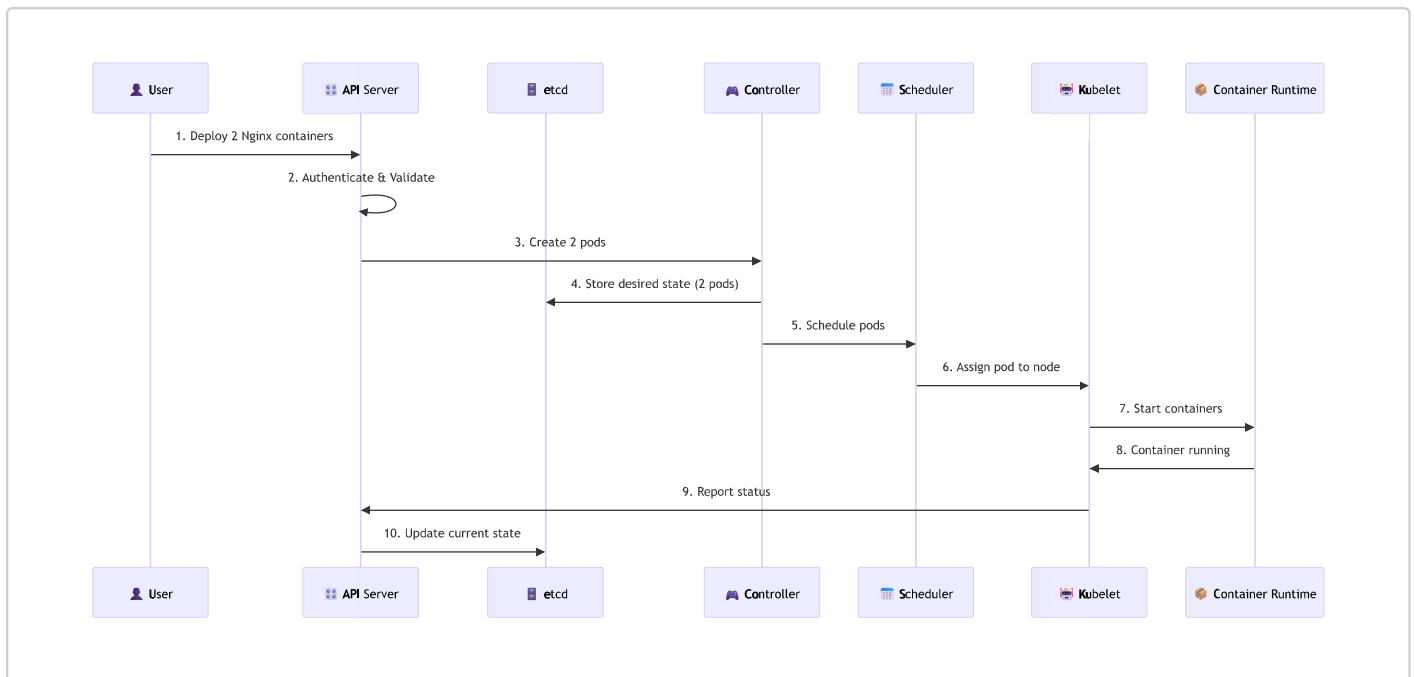 User
API Server
etcd
Controller
Scheduler
Kubelet
Container Runtime
1. Deploy 2 Nginx containers
2. Authenticate & Validate
3. Create 2 pods
4. Store desired state (2 pods)
5. Schedule pods
6. Assign pod to node
7. Start containers
8. Container running
9. Report status
10. Update current state
User
API Server
etcd
Controller
Scheduler
Kubelet
Container Runtime